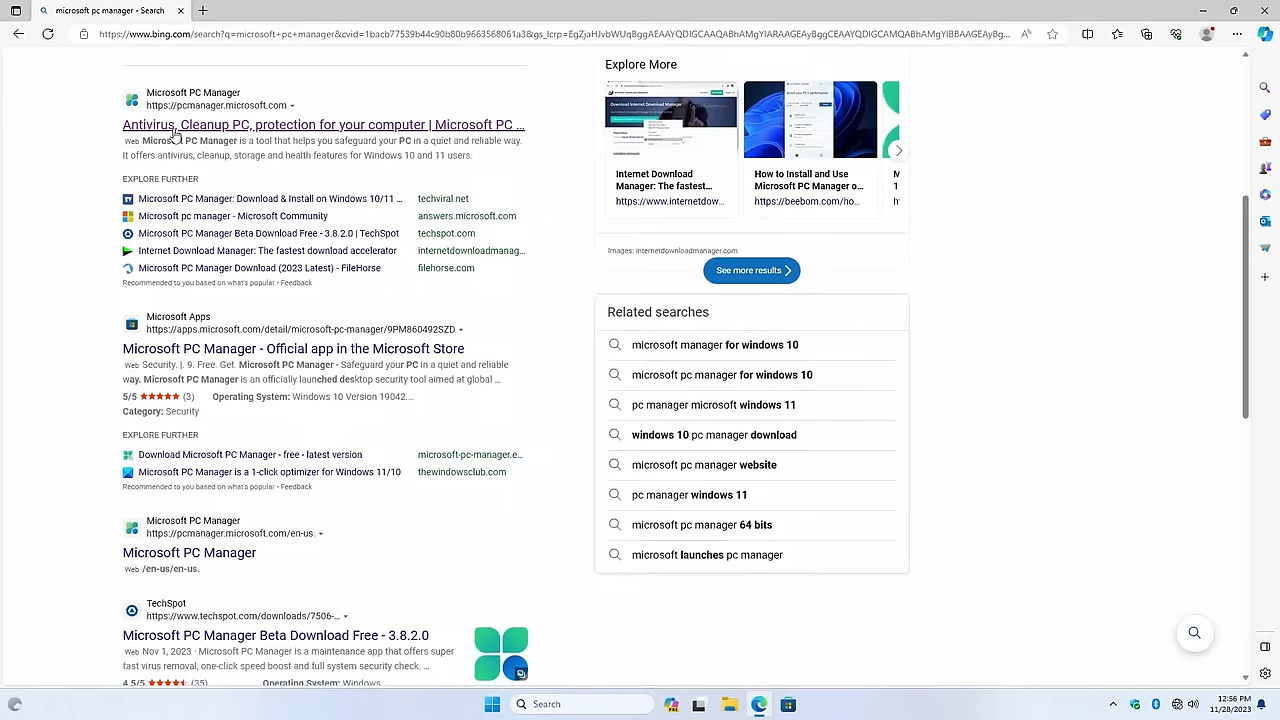 microsoft pc manager - Search
https://www.bing.com/search?q=microsoft+pc+manager&cvid=1bacb77539b44c90b80b9663568093a3&gs_lcrp=EgZjaHJvbWUqBggAEAAYQDIGCAAQABhAMgYIARAAGEAyBggCEAAYQDIGCAMQABhAMgYIBBAAGEAyBg...
Microsoft PC Manager
https://pcmanager.microsoft.com
Antivirus, Cleanup PC, protection for computer | Microsoft PC ...
Web Microsoft PC Manager is a tool that helps you safeguard your PC in a quiet and reliable way.
It offers antivirus, cleanup, storage and health features for Windows 10 and 11 users.
EXPLORE FURTHER
Microsoft PC Manager: Download & Install on Windows 10/11 ... techviral.net
Microsoft pc manager - Microsoft Community answers.microsoft.com
Microsoft PC Manager Beta Download Free - 3.8.2.0 | TechSpot techspot.com
Internet Download Manager: The fastest download accelerator internetdownloadmanag...
Microsoft PC Manager Download (2023 Latest) - FileHorse filehorse.com
Recommended to you based on what's popular • Feedback
Microsoft Apps
https://apps.microsoft.com/detail/microsoft-pc-manager/9PM860492SZD
Microsoft PC Manager - Official app in the Microsoft Store
Web Security. |. 9. Free. Get. Microsoft PC Manager - Safeguard your PC in a quiet and reliable
way. Microsoft PC Manager is an officially launched desktop security tool aimed at global ...
5/5 (3) Operating System: Windows 10 Version 19042....
Category: Security
EXPLORE FURTHER
Download Microsoft PC Manager - free - latest version microsoft-pc-manager.e...
Microsoft PC Manager is a 1-click optimizer for Windows 11/10 thewindowsclub.com
Recommended to you based on what's popular • Feedback
Microsoft PC Manager
https://pcmanager.microsoft.com/en-us
Microsoft PC Manager
Web /en-us/en-us.
TechSpot
https://www.techspot.com/downloads/7506-...
Microsoft PC Manager Beta Download Free - 3.8.2.0
Web Nov 1, 2023 · Microsoft PC Manager is a maintenance app that offers super
fast virus removal, one-click speed boost and full system security check. ...
4.5/5 (35) Operating System: Windows
Explore More
Internet Download
Manager: The fastest...
https://www.internetdow...
How to Install and Use
Microsoft PC Manager o...
https://beebom.com/ho...
Images: internetdownloadmanager.com
See more results
Related searches
microsoft manager for windows 10
microsoft pc manager for windows 10
pc manager microsoft windows 11
windows 10 pc manager download
microsoft pc manager website
pc manager windows 11
microsoft pc manager 64 bits
microsoft launches pc manager
Search
12:56 PM
11/28/2023